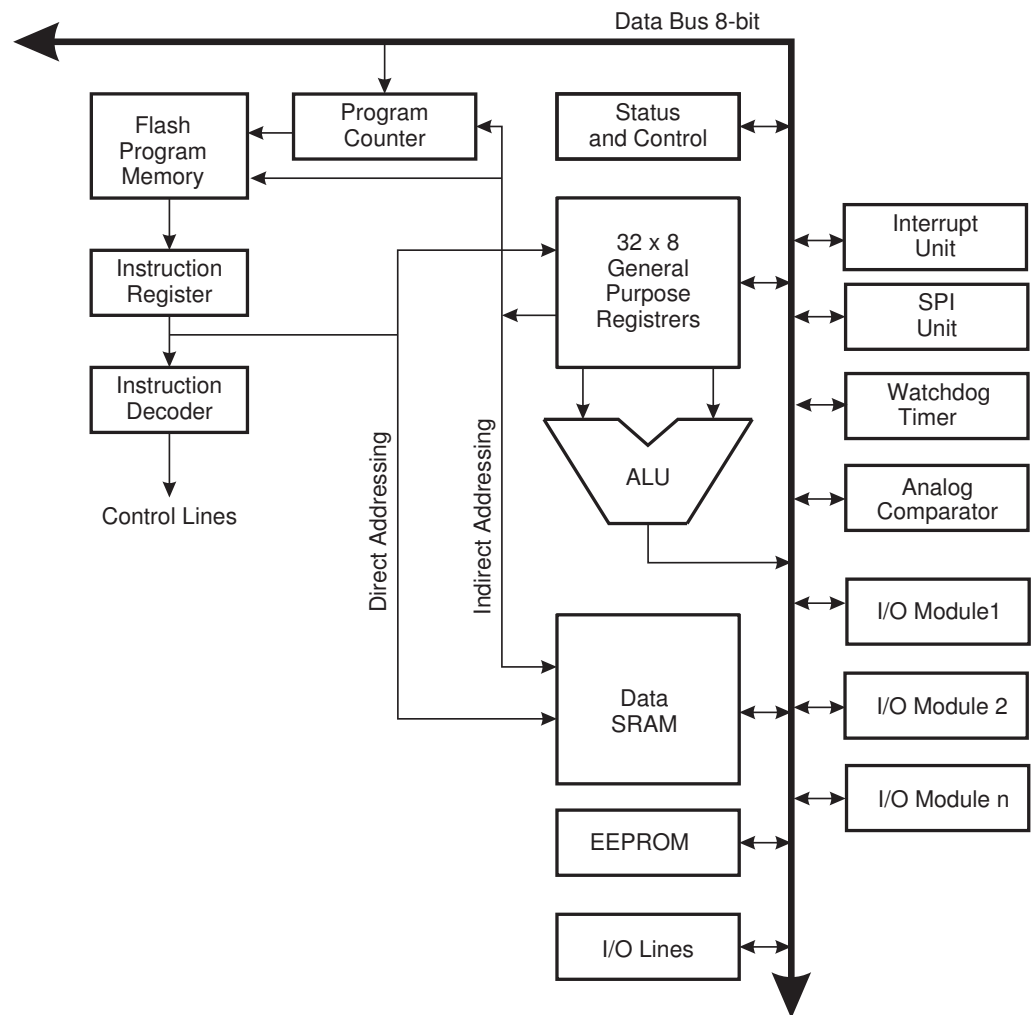 Data Bus 8-bit
Flash
Program
Memory
Program
Counter
Status
and Control
32 x 8
General
Purpose
Registrers
Interrupt
Unit
Instruction
Register
SPI
Unit
Instruction
Decoder
Watchdog
Timer
Direct Addressing
Indirect Addressing
ALU
Analog
Comparator
Control Lines
I/O Module1
Data
SRAM
I/O Module 2
I/O Module n
EEPROM
I/O Lines